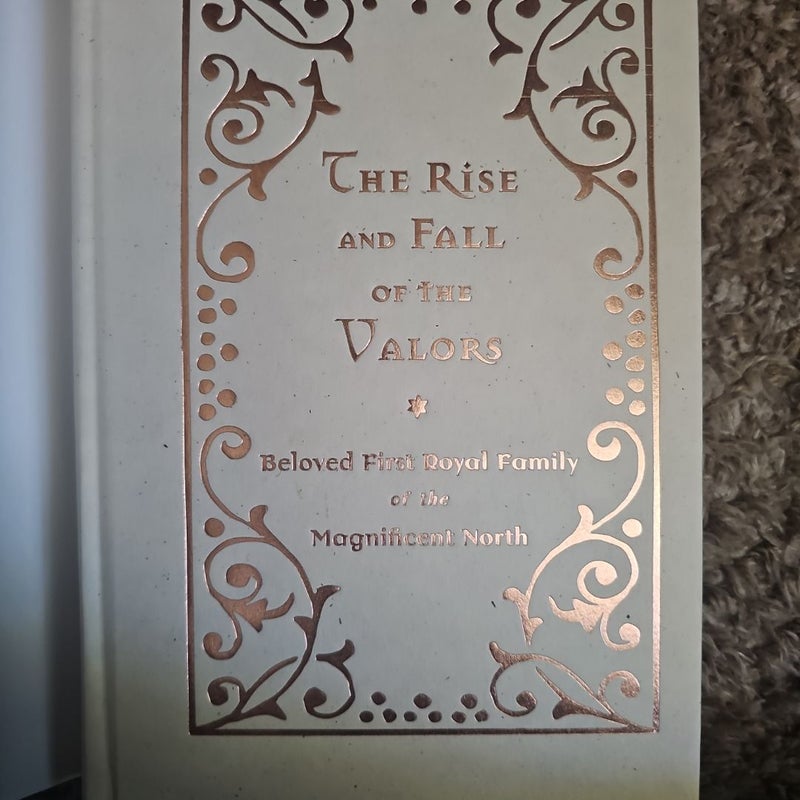 The Rise
and Fall
of the
Valors
Beloved First Royal Family
of the
Magnificent North